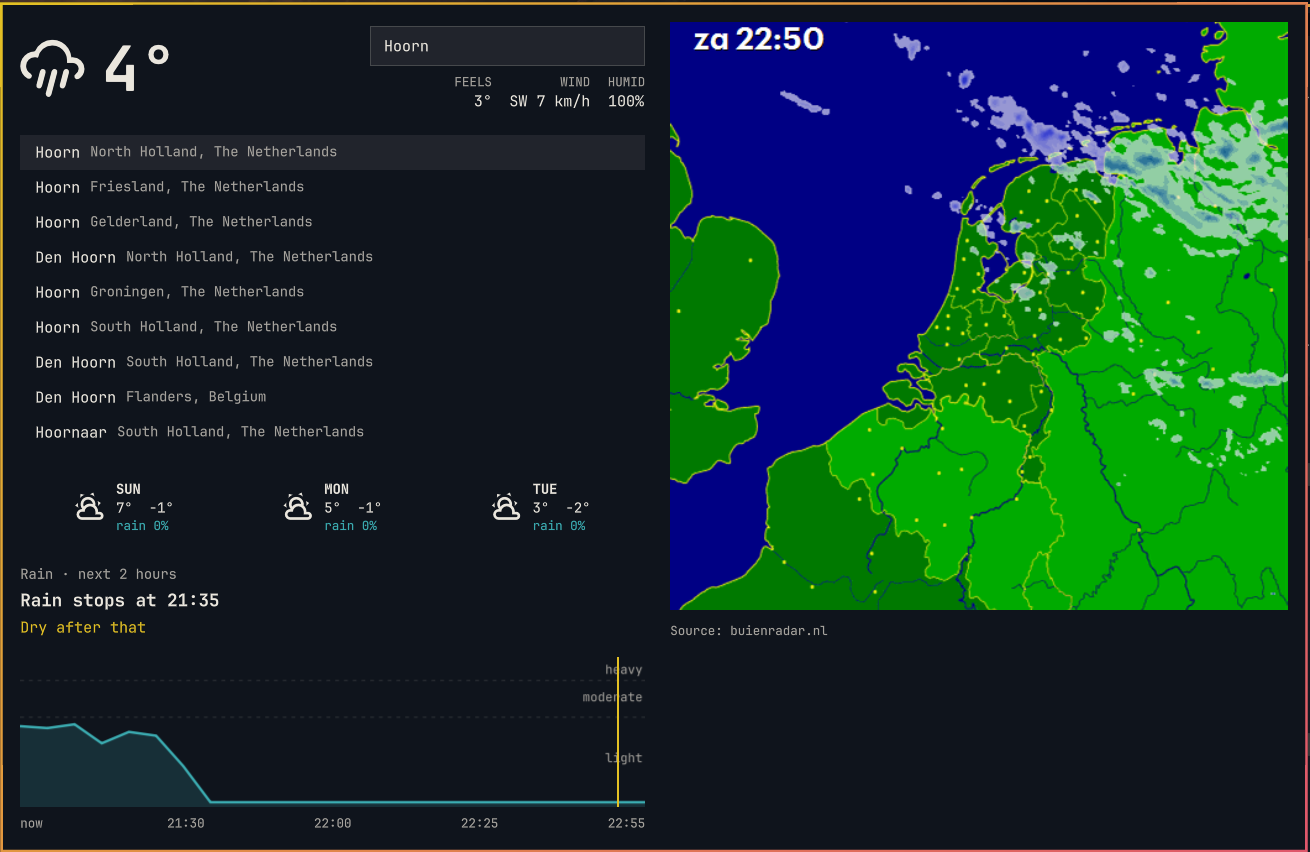 4°
Hoorn
FEELS WIND HUMID
3° SW 7 km/h 100%
Hoorn North Holland, The Netherlands
Hoorn Friesland, The Netherlands
Hoorn Gelderland, The Netherlands
Den Hoorn North Holland, The Netherlands
Hoorn Groningen, The Netherlands
Hoorn South Holland, The Netherlands
Den Hoorn South Holland, The Netherlands
Den Hoorn Flanders, Belgium
Hoornaar South Holland, The Netherlands
SUN
7° -1°
rain 0%
MON
5° -1°
rain 0%
TUE
3° -2°
rain 0%
Rain · next 2 hours
Rain stops at 21:35
Dry after that
heavy
moderate
light
now 21:30 22:00 22:25 22:55
za 22:50
Source: buienradar.nl